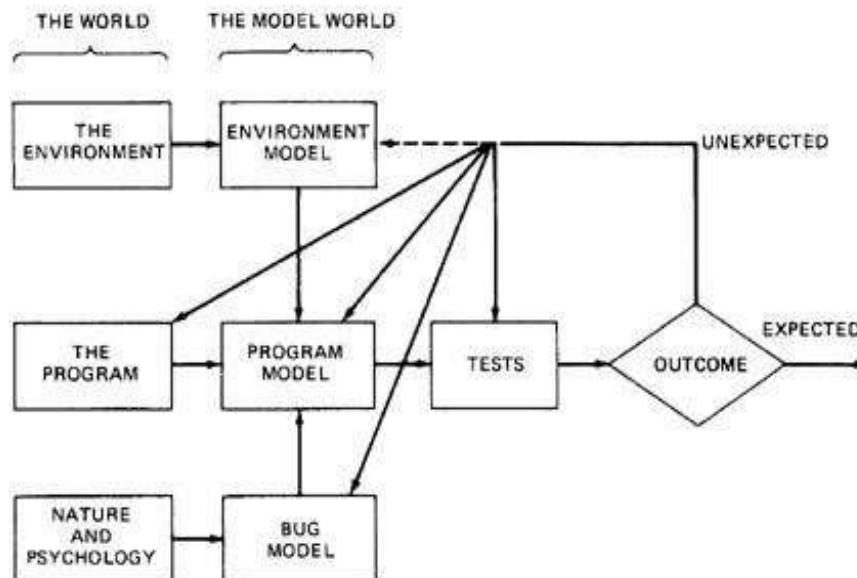 THE WORLD
THE MODEL WORLD
THE
ENVIRONMENT
ENVIRONMENT
MODEL
UNEXPECTED
THE
PROGRAM
PROGRAM
MODEL
TESTS
OUTCOME
EXPECTED
NATURE
AND
PSYCHOLOGY
BUG
MODEL